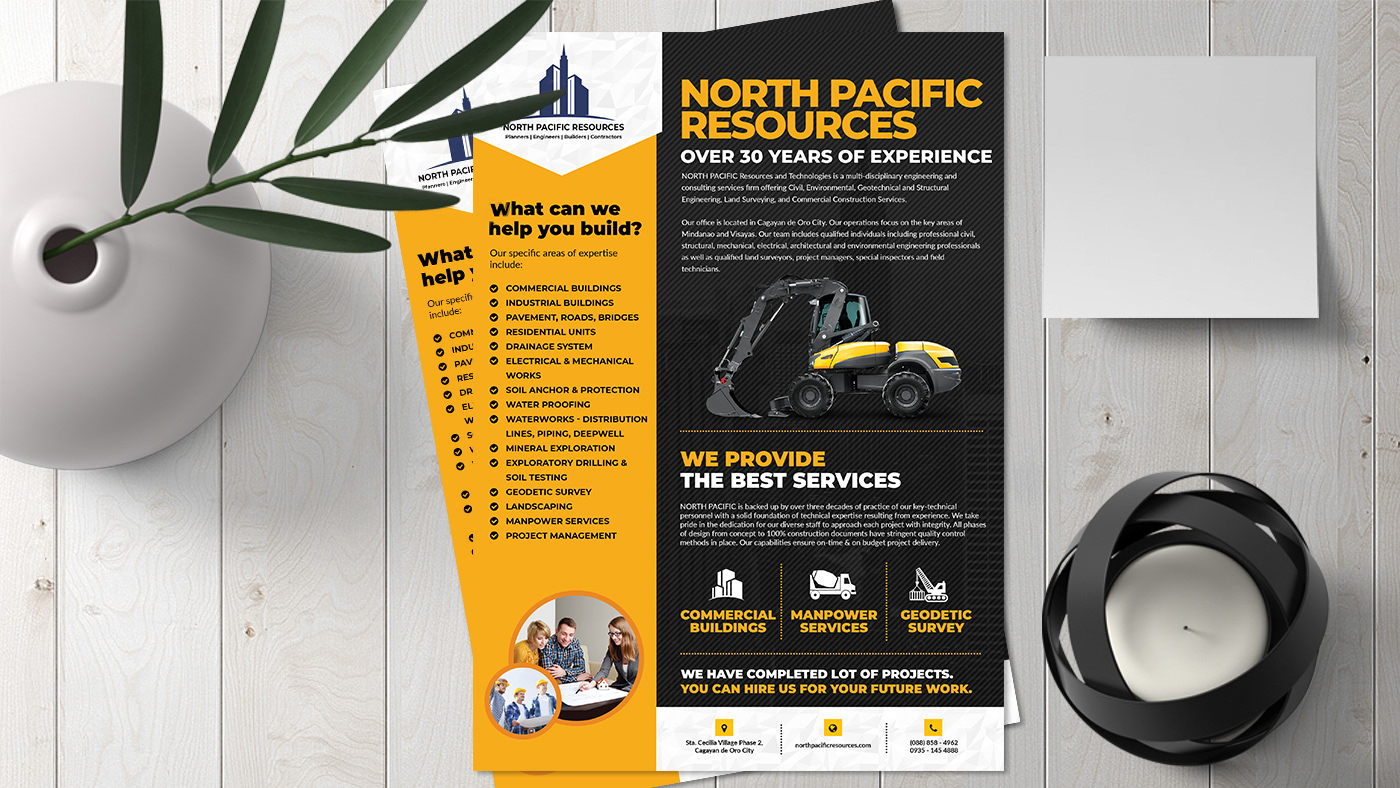 NORTH PACIFIC RESOURCES
Planners | Engineers | Builders | Contractors
What can we
help you build?
Our specific areas of expertise
include:
COMMERCIAL BUILDINGS
INDUSTRIAL BUILDINGS
PAVEMENT, ROADS, BRIDGES
RESIDENTIAL UNITS
DRAINAGE SYSTEM
ELECTRICAL & MECHANICAL
WORKS
SOIL ANCHOR & PROTECTION
WATER PROOFING
WATERWORKS - DISTRIBUTION
LINES, PIPING, DEEPWELL
MINERAL EXPLORATION
EXPLORATORY DRILLING &
SOIL TESTING
GEODETIC SURVEY
LANDSCAPING
MANPOWER SERVICES
PROJECT MANAGEMENT
NORTH PACIFIC
RESOURCES
OVER 30 YEARS OF EXPERIENCE
NORTH PACIFIC Resources and Technologies is a multi-disciplinary engineering and
consulting services firm offering Civil, Environmental, Geotechnical and Structural
Engineering, Land Surveying, and Commercial Construction Services.
Our office is located in Cagayan de Oro City. Our operations focus on the key areas of
Mindanao and Visayas. Our team includes qualified individuals including professional civil,
structural, mechanical, electrical, architectural and environmental engineering professionals
as well as qualified land surveyors, project managers, special inspectors and field
technicians.
WE PROVIDE
THE BEST SERVICES
NORTH PACIFIC is backed up by over three decades of practice of our key-technical
personnel with a solid foundation of technical expertise resulting from experience. We take
pride in the dedication for our diverse staff to approach each project with integrity. All phases
of design from concept to 100% construction documents have stringent quality control
methods in place. Our capabilities ensure on-time & on budget project delivery.
COMMERCIAL
BUILDINGS
MANPOWER
SERVICES
GEODETIC
SURVEY
WE HAVE COMPLETED LOT OF PROJECTS.
YOU CAN HIRE US FOR YOUR FUTURE WORK.
Sta. Cecilia Village Phase 2,
Cagayan de Oro City
northpacificresources.com
(088) 858 - 4962
0935 - 145 4888
NORTH
Planners | Engineer
What
help
Our specifi
include: